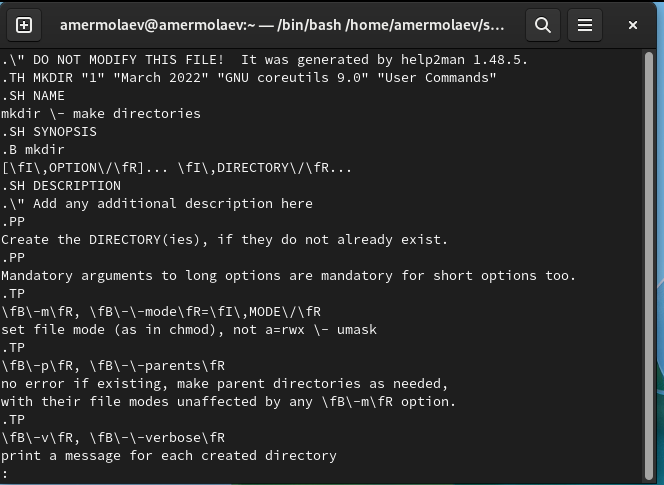 amermolaev@amermolaev:~ — /bin/bash /home/amermolaev/s...
.\" DO NOT MODIFY THIS FILE!  It was generated by help2man 1.48.5.
.TH MKDIR "1" "March 2022" "GNU coreutils 9.0" "User Commands"
.SH NAME
mkdir \- make directories
.SH SYNOPSIS
.B mkdir
[\fI\,OPTION\/\fR]... \fI\,DIRECTORY\/\fR...
.SH DESCRIPTION
.\" Add any additional description here
.PP
Create the DIRECTORY(ies), if they do not already exist.
.PP
Mandatory arguments to long options are mandatory for short options too.
.TP
\fB\-m\fR, \fB\-\-mode\fR=\fI\,MODE\/\fR
set file mode (as in chmod), not a=rwx \- umask
.TP
\fB\-p\fR, \fB\-\-parents\fR
no error if existing, make parent directories as needed,
with their file modes unaffected by any \fB\-m\fR option.
.TP
\fB\-v\fR, \fB\-\-verbose\fR
print a message for each created directory
: